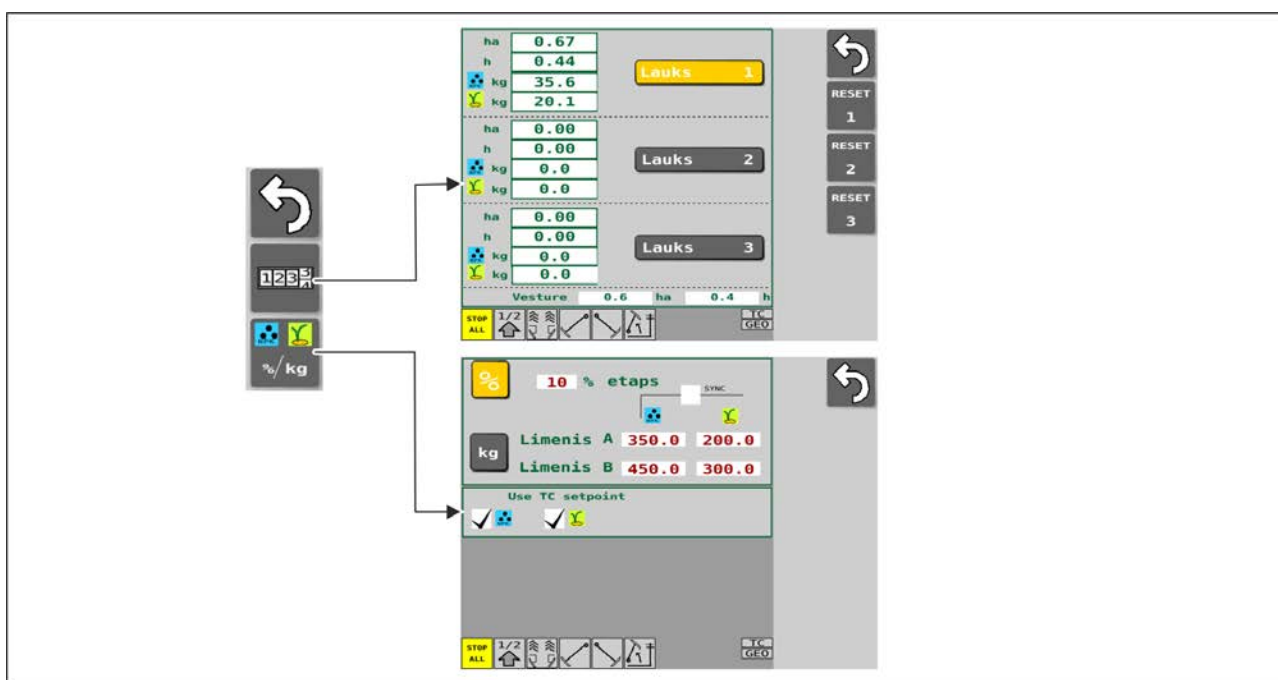 ha 0.67
h 0.44
kg 35.6
kg 20.1
Lauks 1
ha 0.00
h 0.00
kg 0.0
kg 0.0
Lauks 2
ha 0.00
h 0.00
kg 0.0
kg 0.0
Lauks 3
Vesture 0.6 ha 0.4 h
STOP ALL
1/2
TC
GEO
RESET
1
RESET
2
RESET
3
%/kg
%
10 % etaps
SYNC
kg
Limenis A 350.0 200.0
Limenis B 450.0 300.0
Use TC setpoint
STOP ALL
1/2
TC
GEO